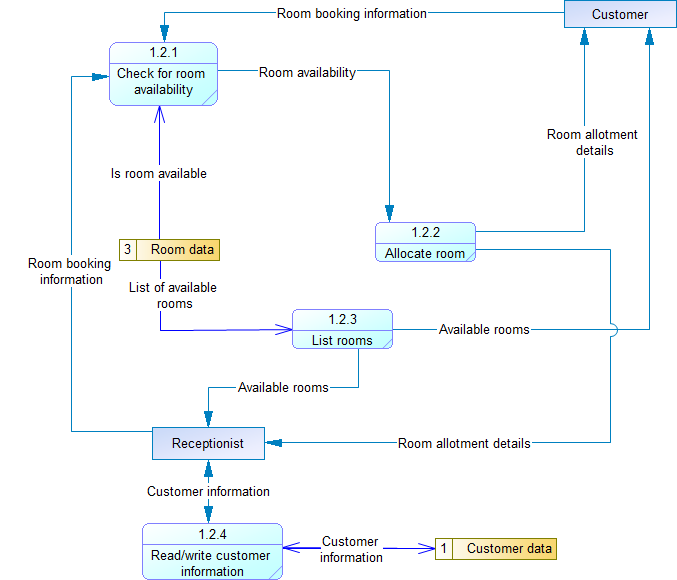 Room booking information
Customer
1.2.1
Check for room
availability
Room availability
Room allotment
details
Is room available
1.2.2
Allocate room
3 Room data
Room booking
information
List of available
rooms
1.2.3
List rooms
Available rooms
Available rooms
Receptionist
Room allotment details
Customer information
1.2.4
Read/write customer
information
Customer
information
1 Customer data